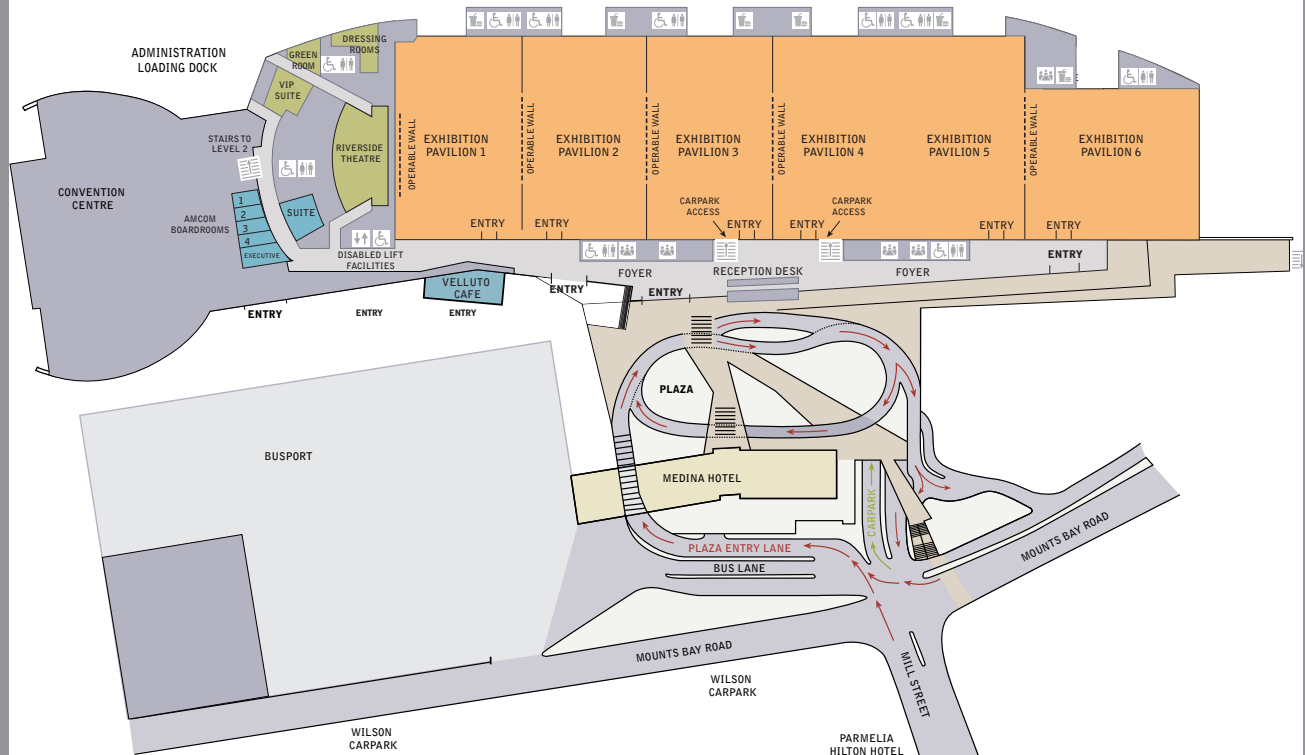 ADMINISTRATION
LOADING DOCK
DRESSING
ROOMS
GREEN
ROOM
VIP
SUITE
STAIRS TO
LEVEL 2
RIVERSIDE
THEATRE
OPERABLE WALL
EXHIBITION
PAVILION 1
OPERABLE WALL
EXHIBITION
PAVILION 2
OPERABLE WALL
EXHIBITION
PAVILION 3
OPERABLE WALL
EXHIBITION
PAVILION 4
EXHIBITION
PAVILION 5
OPERABLE WALL
EXHIBITION
PAVILION 6
CONVENTION
CENTRE
AMCOM
BOARDROOMS
1
2
3
4
EXECUTIVE
SUITE
CARPARK
ACCESS
CARPARK
ACCESS
ENTRY
ENTRY
ENTRY
ENTRY
ENTRY
ENTRY
DISABLED LIFT
FACILITIES
FOYER
RECEPTION DESK
FOYER
ENTRY
VELLUTO
CAFE
ENTRY
ENTRY
ENTRY
ENTRY
ENTRY
PLAZA
BUSPORT
MEDINA HOTEL
CARPARK
PLAZA ENTRY LANE
BUS LANE
MOUNTS BAY ROAD
MOUNTS BAY ROAD
MILL STREET
WILSON
CARPARK
WILSON
CARPARK
PARMELIA
HILTON HOTEL